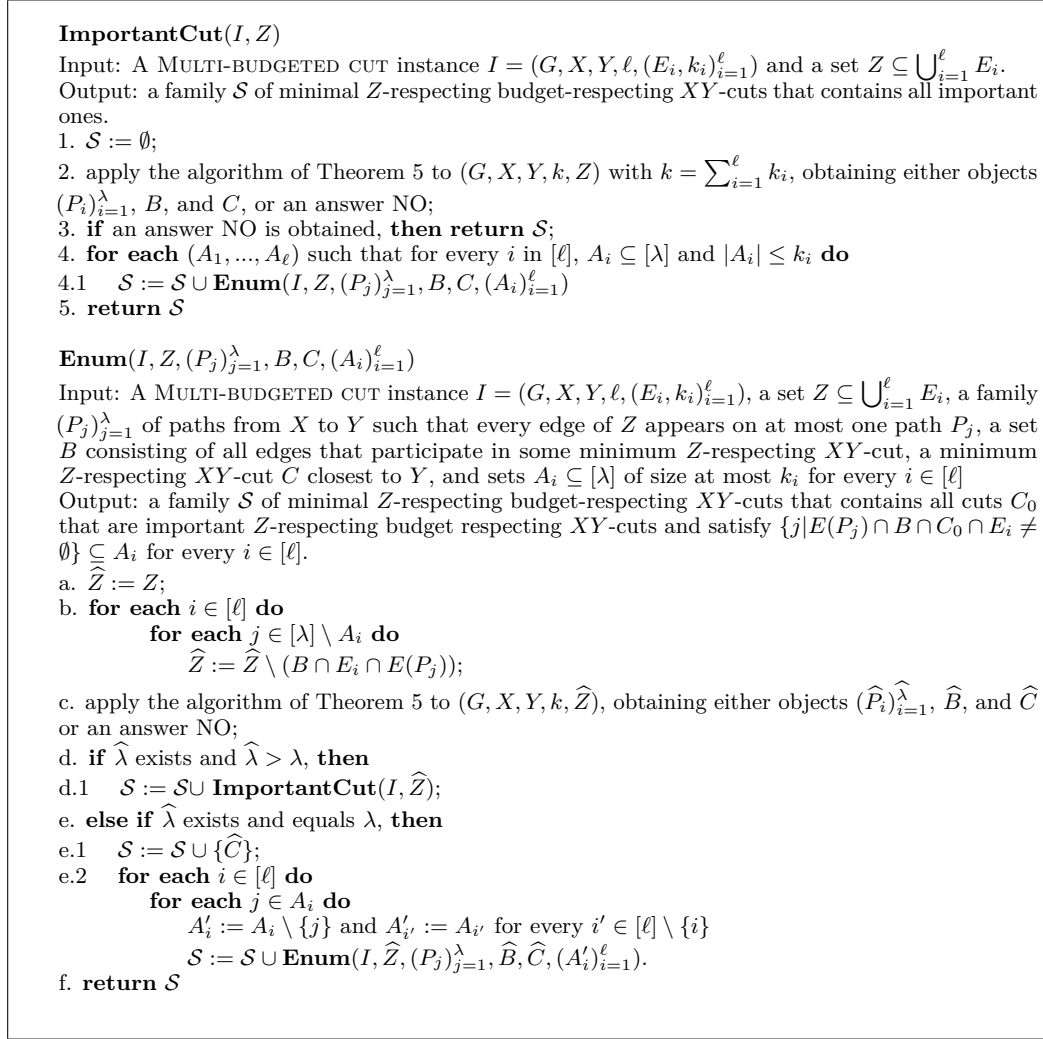 ImportantCut(I, Z)
Input: A MULTI-BUDGETED CUT instance I = (G, X, Y, ℓ, (E_i, k_i)_{i=1}^ℓ) and a set Z ⊆ ⋃_{i=1}^ℓ E_i.
Output: a family 𝒮 of minimal Z-respecting budget-respecting XY-cuts that contains all important
ones.
1. 𝒮 := ∅;
2. apply the algorithm of Theorem 5 to (G, X, Y, k, Z) with k = ∑_{i=1}^ℓ k_i, obtaining either objects
(P_i)_{i=1}^λ, B, and C, or an answer NO;
3. if an answer NO is obtained, then return 𝒮;
4. for each (A_1, ..., A_ℓ) such that for every i in [ℓ], A_i ⊆ [λ] and |A_i| ≤ k_i do
4.1 𝒮 := 𝒮 ∪ Enum(I, Z, (P_j)_{j=1}^λ, B, C, (A_i)_{i=1}^ℓ)
5. return 𝒮
Enum(I, Z, (P_j)_{j=1}^λ, B, C, (A_i)_{i=1}^ℓ)
Input: A MULTI-BUDGETED CUT instance I = (G, X, Y, ℓ, (E_i, k_i)_{i=1}^ℓ), a set Z ⊆ ⋃_{i=1}^ℓ E_i, a family
(P_j)_{j=1}^λ of paths from X to Y such that every edge of Z appears on at most one path P_j, a set
B consisting of all edges that participate in some minimum Z-respecting XY-cut, a minimum
Z-respecting XY-cut C closest to Y, and sets A_i ⊆ [λ] of size at most k_i for every i ∈ [ℓ]
Output: a family 𝒮 of minimal Z-respecting budget-respecting XY-cuts that contains all cuts C_0
that are important Z-respecting budget respecting XY-cuts and satisfy {j|E(P_j) ∩ B ∩ C_0 ∩ E_i ≠
∅} ⊆ A_i for every i ∈ [ℓ].
a. Ẑ := Z;
b. for each i ∈ [ℓ] do
for each j ∈ [λ] \ A_i do
Ẑ := Ẑ \ (B ∩ E_i ∩ E(P_j));
c. apply the algorithm of Theorem 5 to (G, X, Y, k, Ẑ), obtaining either objects (P̂_i)_{i=1}^{λ̂}, B̂, and Ĉ
or an answer NO;
d. if λ̂ exists and λ̂ > λ, then
d.1 𝒮 := 𝒮∪ ImportantCut(I, Ẑ);
e. else if λ̂ exists and equals λ, then
e.1 𝒮 := 𝒮 ∪ {Ĉ};
e.2 for each i ∈ [ℓ] do
for each j ∈ A_i do
A′_i := A_i \ {j} and A′_{i′} := A_{i′} for every i′ ∈ [ℓ] \ {i}
𝒮 := 𝒮 ∪ Enum(I, Ẑ, (P_j)_{j=1}^λ, B̂, Ĉ, (A′_i)_{i=1}^ℓ).
f. return 𝒮